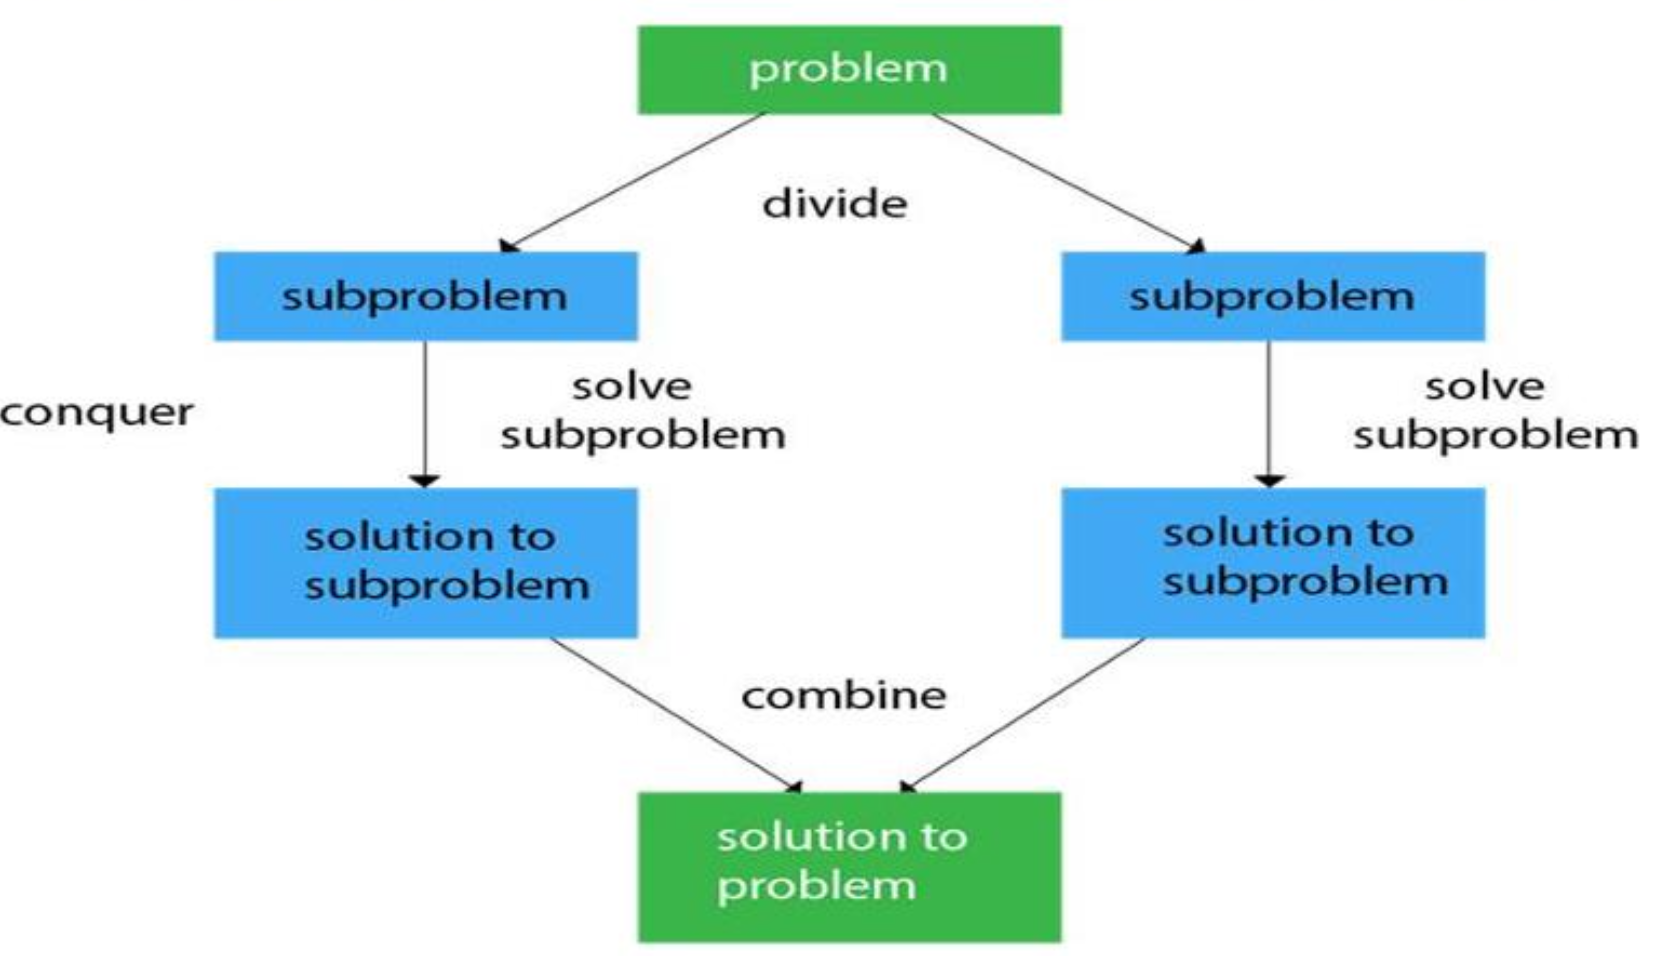 problem
divide
subproblem
subproblem
conquer
solve
subproblem
solve
subproblem
solution to
subproblem
solution to
subproblem
combine
solution to
problem